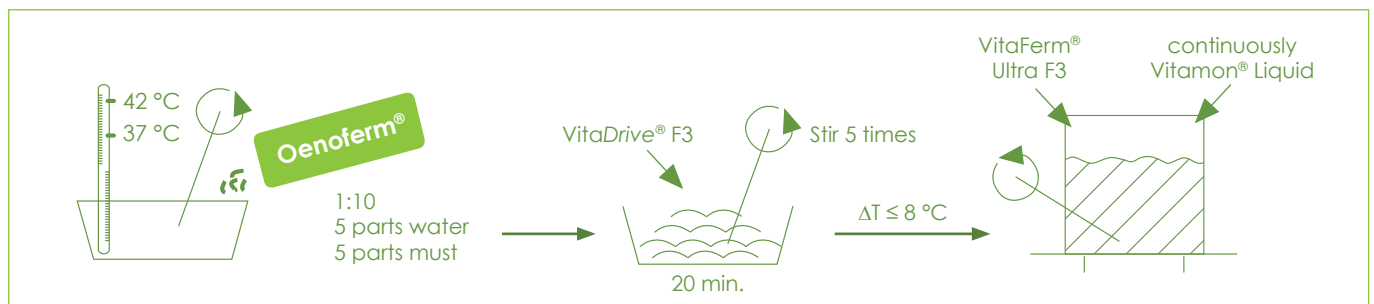 42 °C
37 °C
Oenoferm®
1:10
5 parts water
5 parts must
VitaDrive® F3
Stir 5 times
20 min.
ΔT ≤ 8 °C
VitaFerm®
Ultra F3
continuously
Vitamon® Liquid